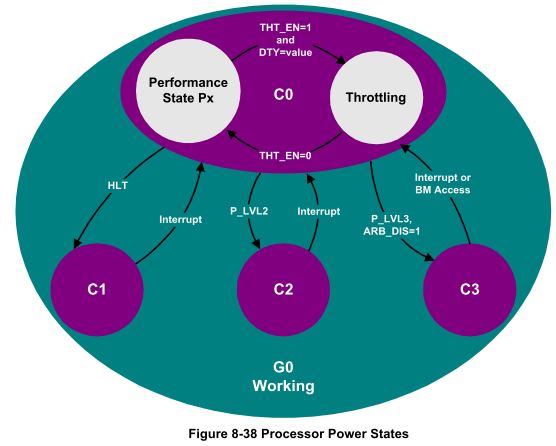 THT_EN=1
and
DTY=value
Performance
State Px
C0
Throttling
THT_EN=0
HLT
Interrupt
P_LVL2
Interrupt
P_LVL3,
ARB_DIS=1
Interrupt or
BM Access
C1
C2
C3
G0
Working
Figure 8-38 Processor Power States